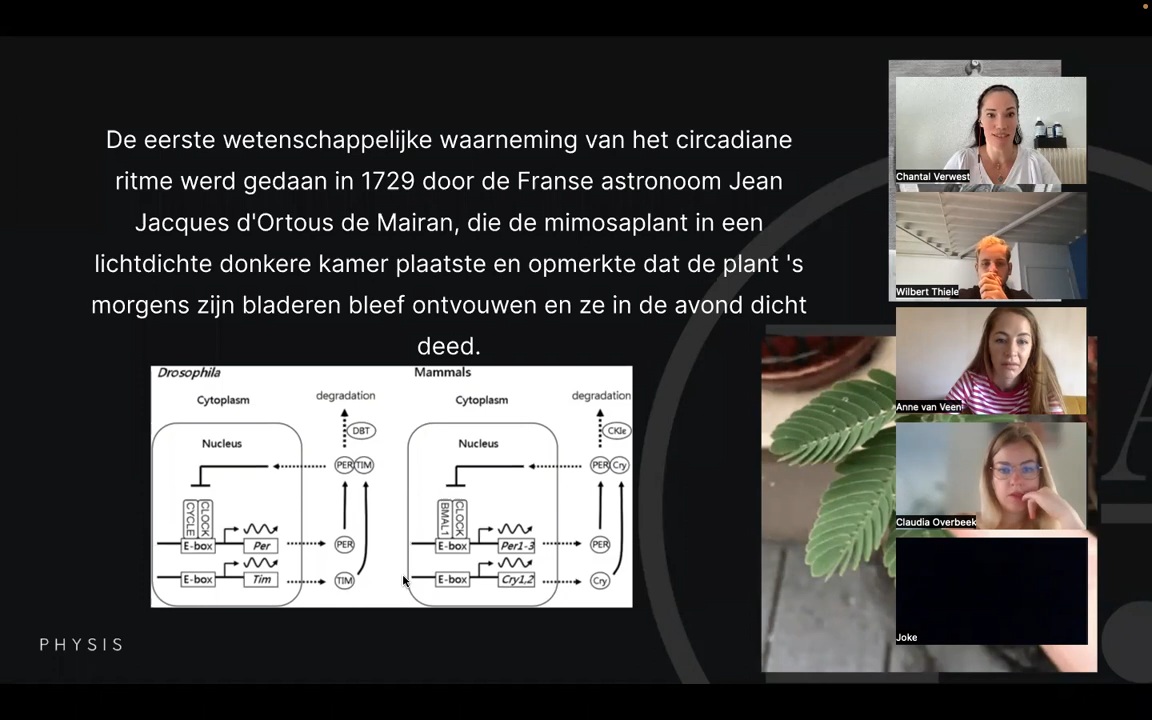 De eerste wetenschappelijke waarneming van het circadiane
ritme werd gedaan in 1729 door de Franse astronoom Jean
Jacques d'Ortous de Mairan, die de mimosaplant in een
lichtdichte donkere kamer plaatste en opmerkte dat de plant 's
morgens zijn bladeren bleef ontvouwen en ze in de avond dicht
deed.
Drosophila
Cytoplasm
degradation
DBT
Nucleus
PER TIM
CYCLE
CLOCK
E-box
Per
PER
E-box
Tim
TIM
Mammals
Cytoplasm
degradation
CKIe
Nucleus
PER Cry
BMAL1
CLOCK
E-box
Per1-3
PER
E-box
Cry1,2
Cry
PHYSIS
Chantal Verwest
Wilbert Thiele
Anne van Veen
Claudia Overbeek
Joke